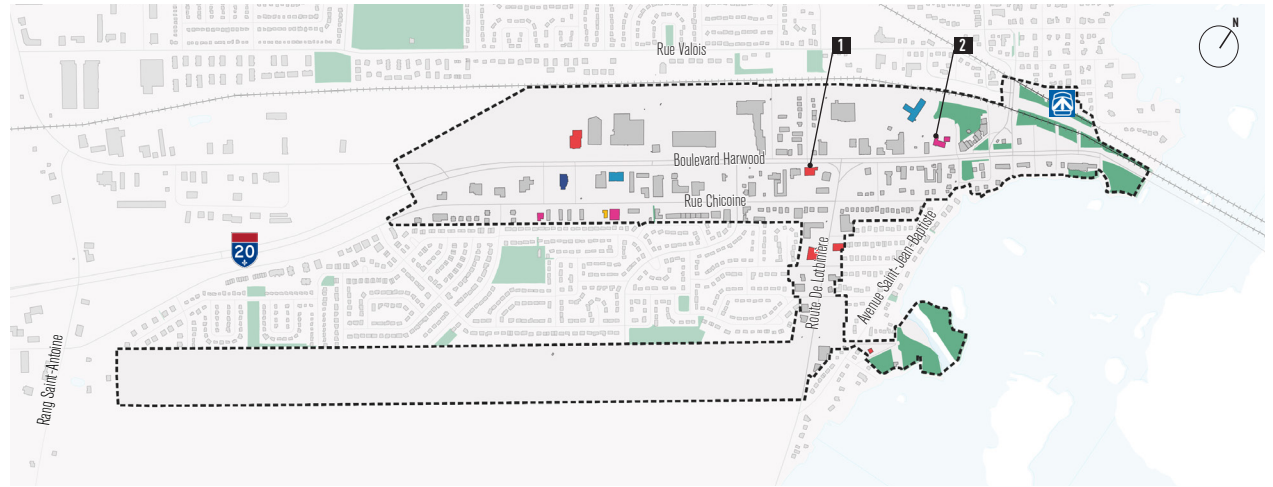 N
1
2
Rue Valois
Boulevard Harwood
Rue Chicoine
20
Route De Lotbinière
Avenue Saint-Jean-Baptiste
Rang Saint-Antoine